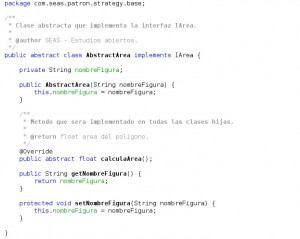 package com.seas.patron.strategy.base;
/**
* Clase abstracta que implementa la interfaz IArea.
*
* @author SEAS - Estudios abiertos.
*/
public abstract class AbstractArea implements IArea {
private String nombreFigura;
public AbstractArea(String nombreFigura) {
this.nombreFigura = nombreFigura;
}
/**
* Metodo que sera implementado en todas las clases hijas.
*
* @return float area del poligono.
*/
@Override
public abstract float calculaArea();
public String getNombreFigura() {
return nombreFigura;
}
protected void setNombreFigura(String nombreFigura) {
this.nombreFigura = nombreFigura;
}
}